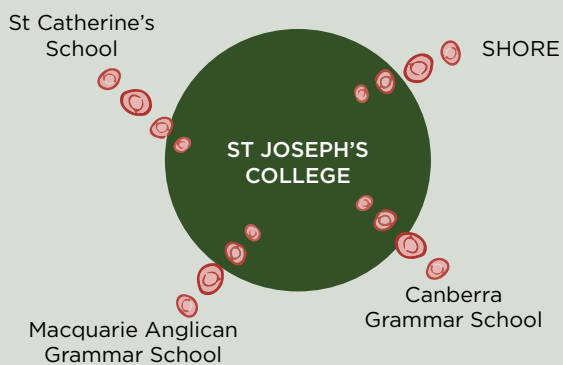 St Catherine's
School
SHORE
ST JOSEPH'S
COLLEGE
Canberra
Grammar School
Macquarie Anglican
Grammar School